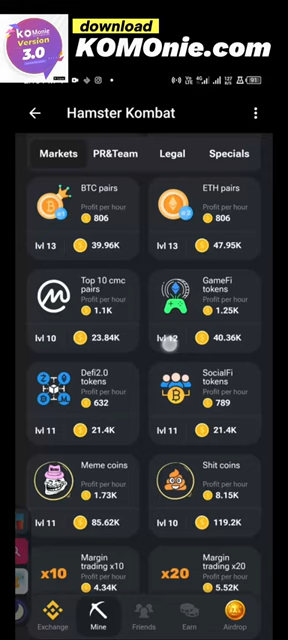 koMonie
Version
3.0
download
KOMOnie.com
Hamster Kombat
Markets
PR&Team
Legal
Specials
BTC pairs
Profit per hour
806
lvl 13
39.96K
ETH pairs
Profit per hour
806
lvl 13
47.95K
Top 10 cmc
pairs
Profit per hour
1.1K
lvl 10
23.84K
GameFi
tokens
Profit per hour
1.25K
lvl 12
40.36K
Defi2.0
tokens
Profit per hour
632
lvl 11
21.4K
SocialFi
tokens
Profit per hour
789
lvl 11
21.4K
Meme coins
Profit per hour
1.73K
lvl 11
85.62K
Shit coins
Profit per hour
8.15K
lvl 10
119.2K
x10
Margin
trading x10
Profit per hour
4.34K
x20
Margin
trading x20
Profit per hour
5.52K
Exchange
Mine
Friends
Earn
Airdrop